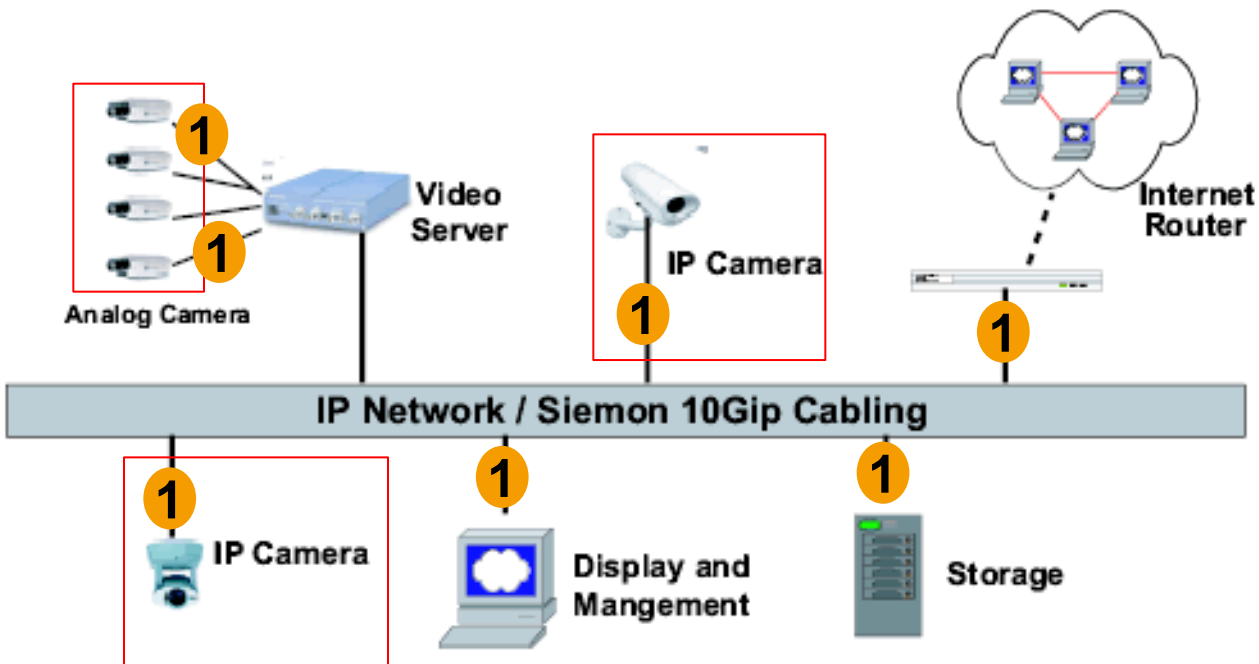 1
1
Video
Server
Analog Camera
IP Camera
1
Internet
Router
1
IP Network / Siemon 10Gip Cabling
1
IP Camera
1
Display and
Mangement
1
Storage